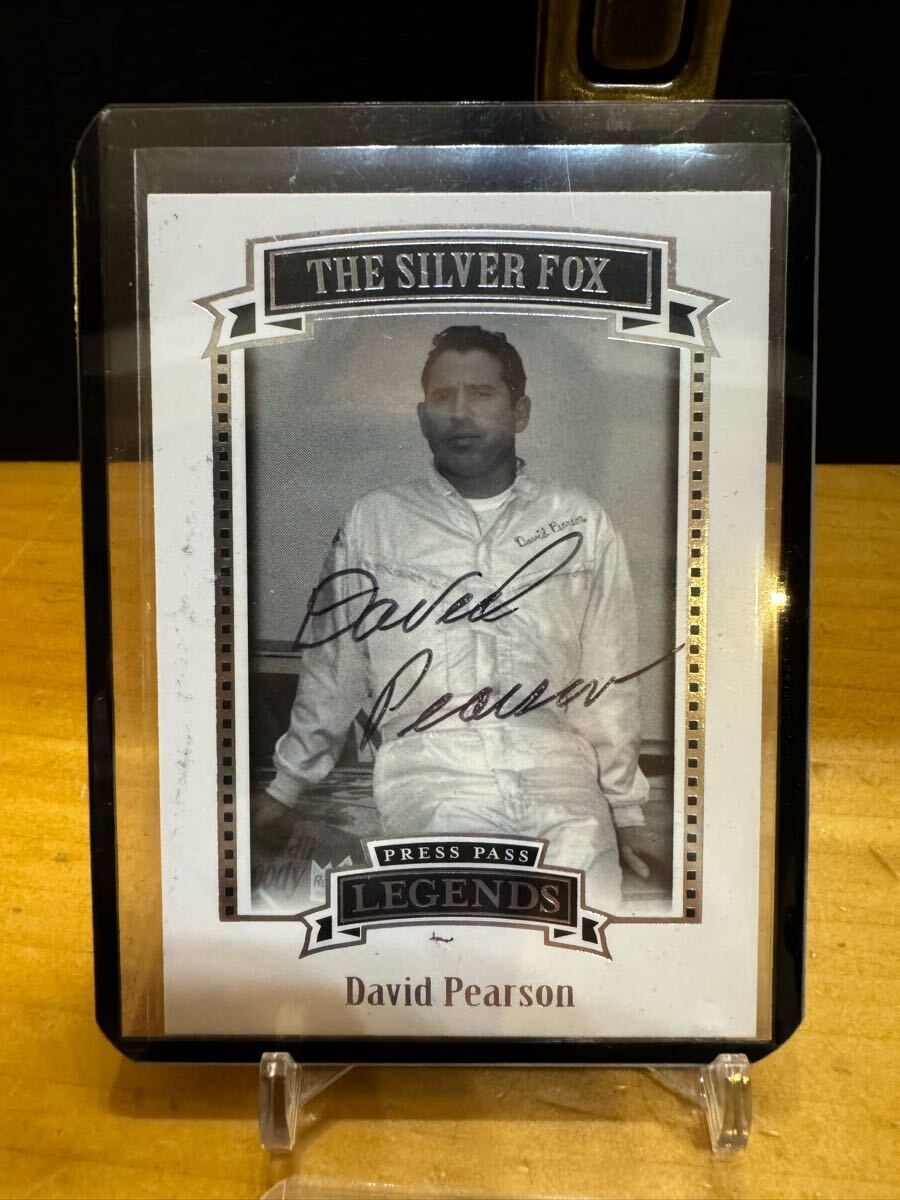 THE SILVER FOX
David Pearson
David
Pearson
PRESS PASS
LEGENDS
David Pearson